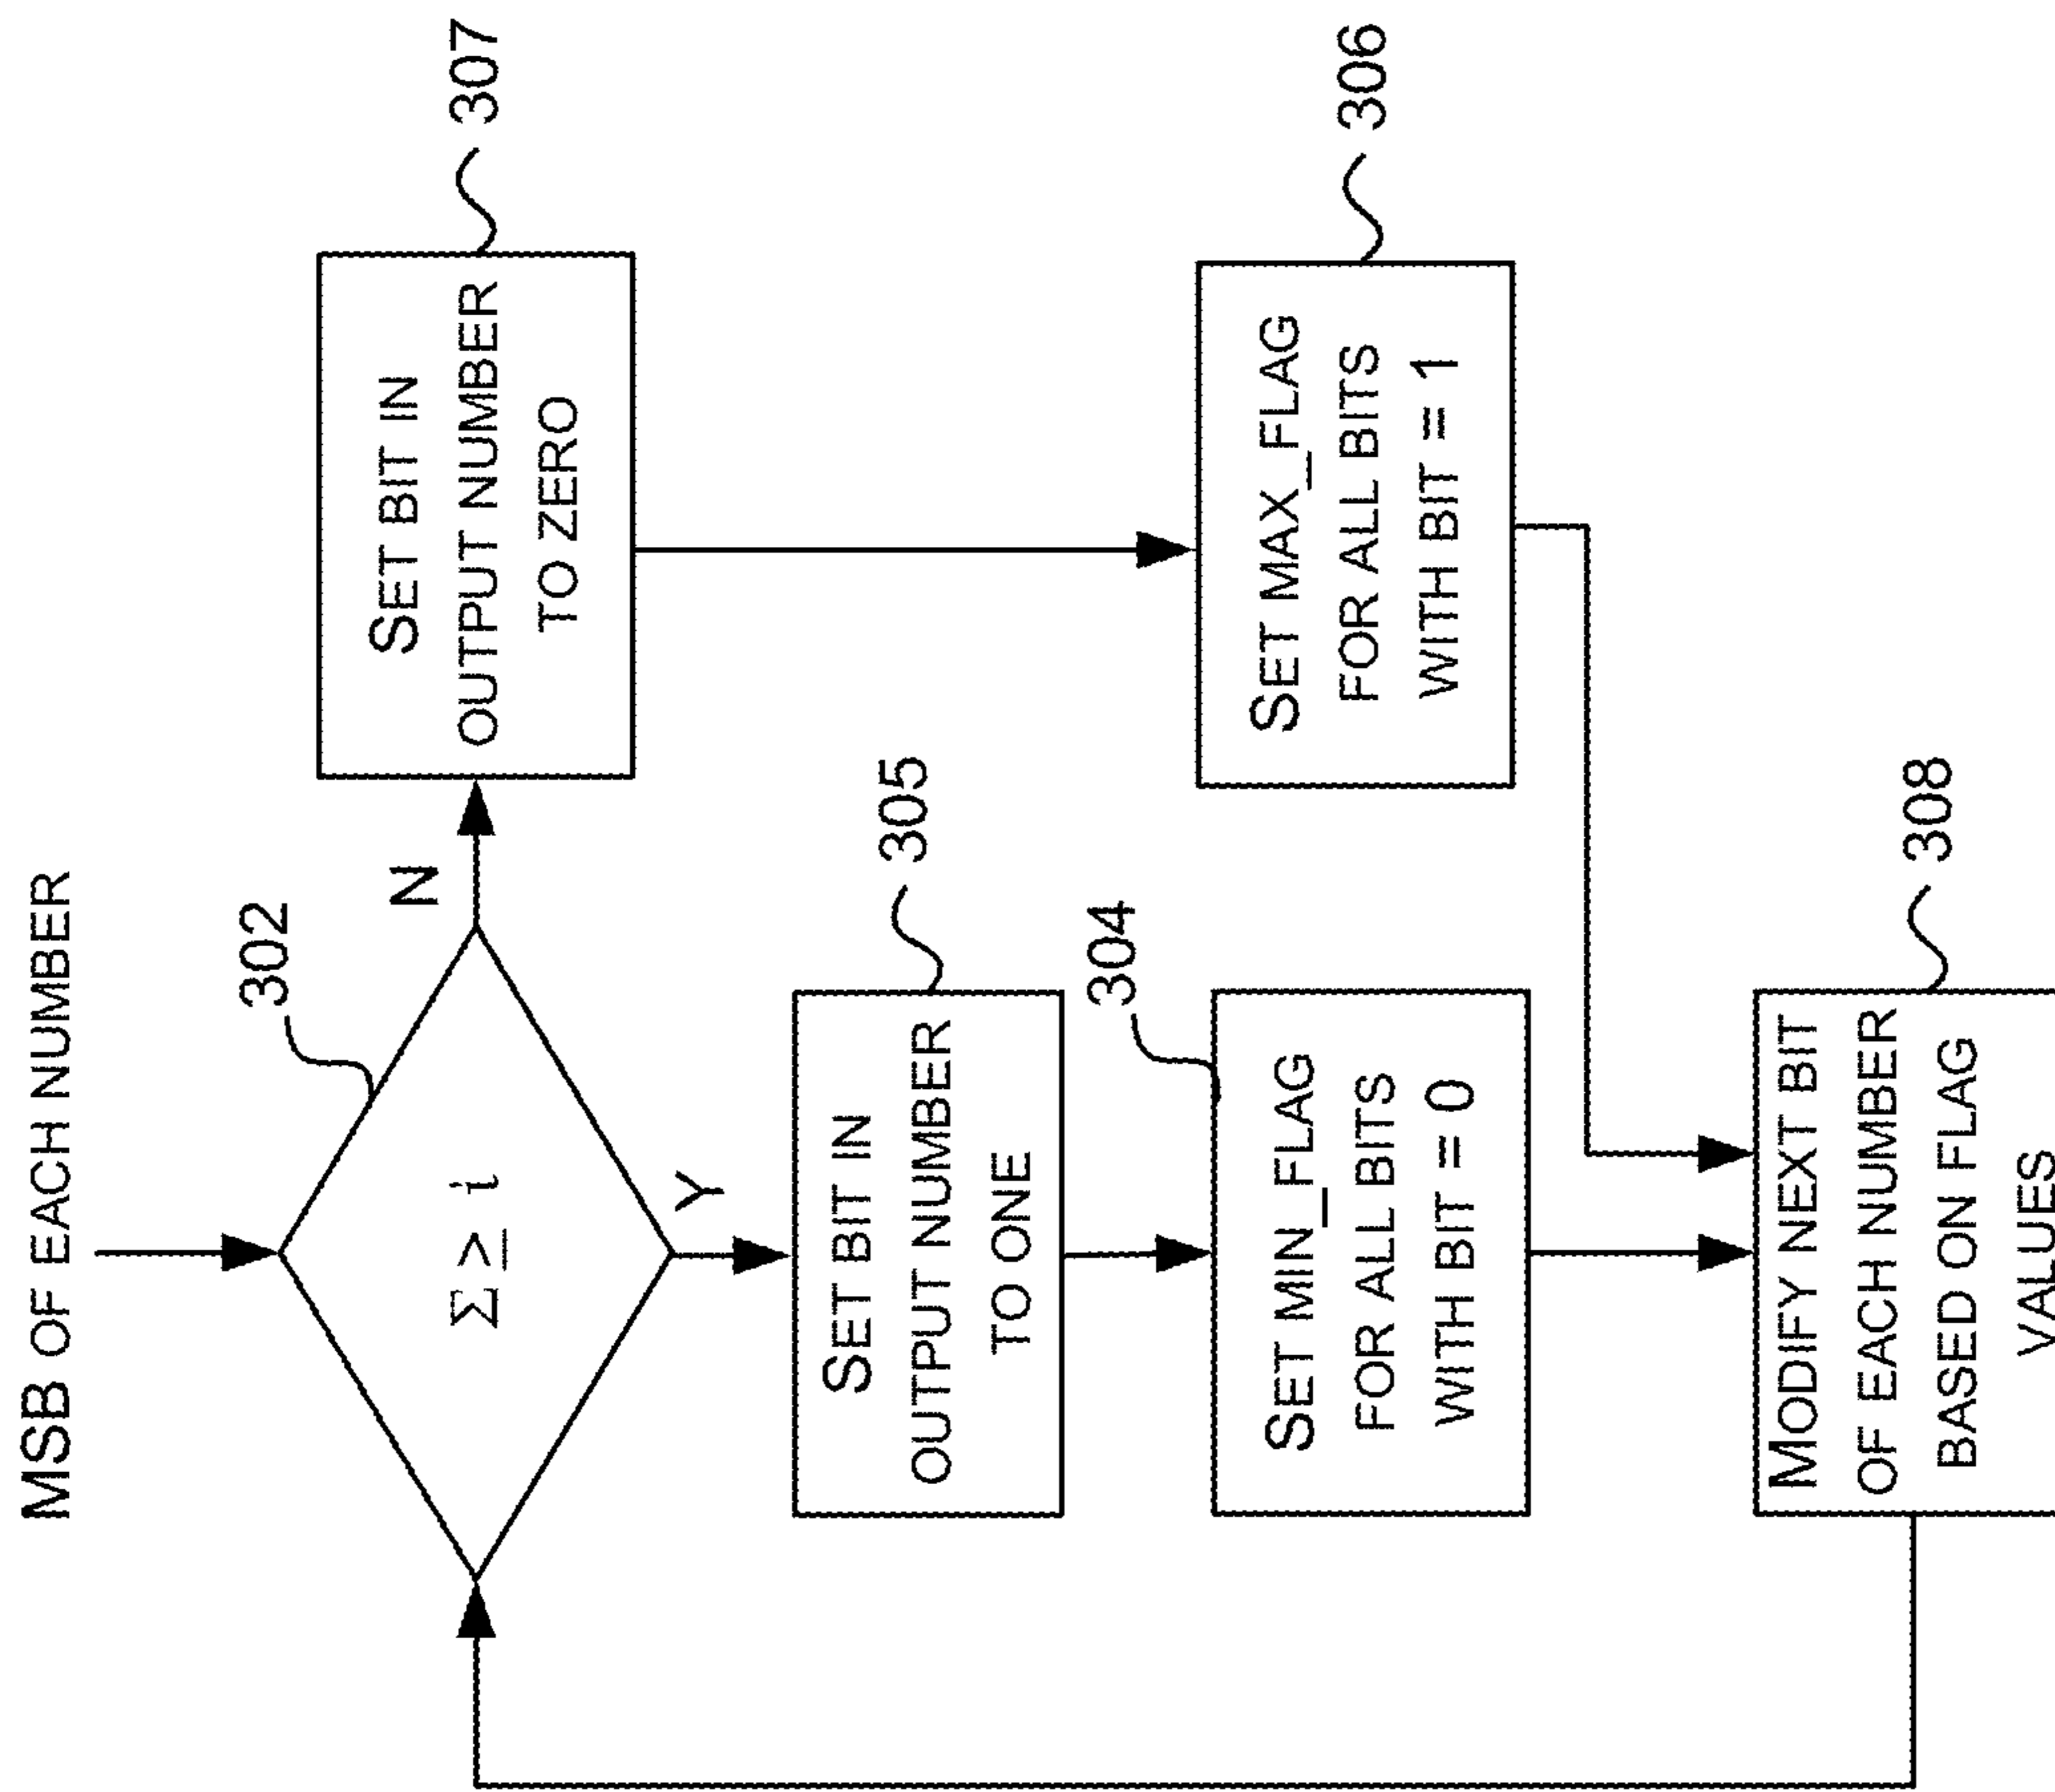 MSB OF EACH NUMBER
302
Σ ≥ i
N
Y
SET BIT IN
OUTPUT NUMBER
TO ZERO
307
SET BIT IN
OUTPUT NUMBER
TO ONE
305
SET MIN_FLAG
FOR ALL BITS
WITH BIT = 0
304
SET MAX_FLAG
FOR ALL BITS
WITH BIT = 1
306
MODIFY NEXT BIT
OF EACH NUMBER
BASED ON FLAG
VALUES
308